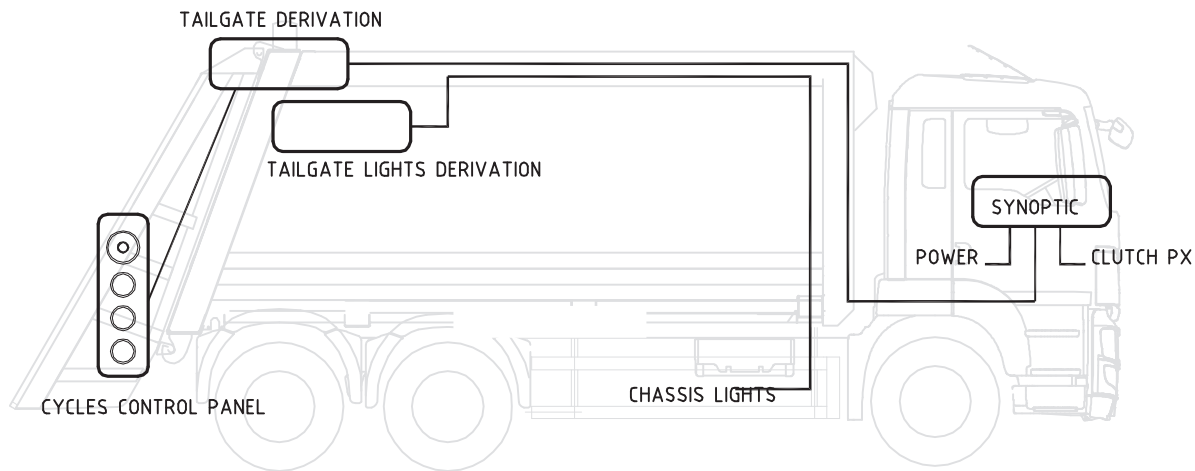 TAILGATE DERIVATION
TAILGATE LIGHTS DERIVATION
SYNOPTIC
POWER
CLUTCH PX
CHASSIS LIGHTS
CYCLES CONTROL PANEL